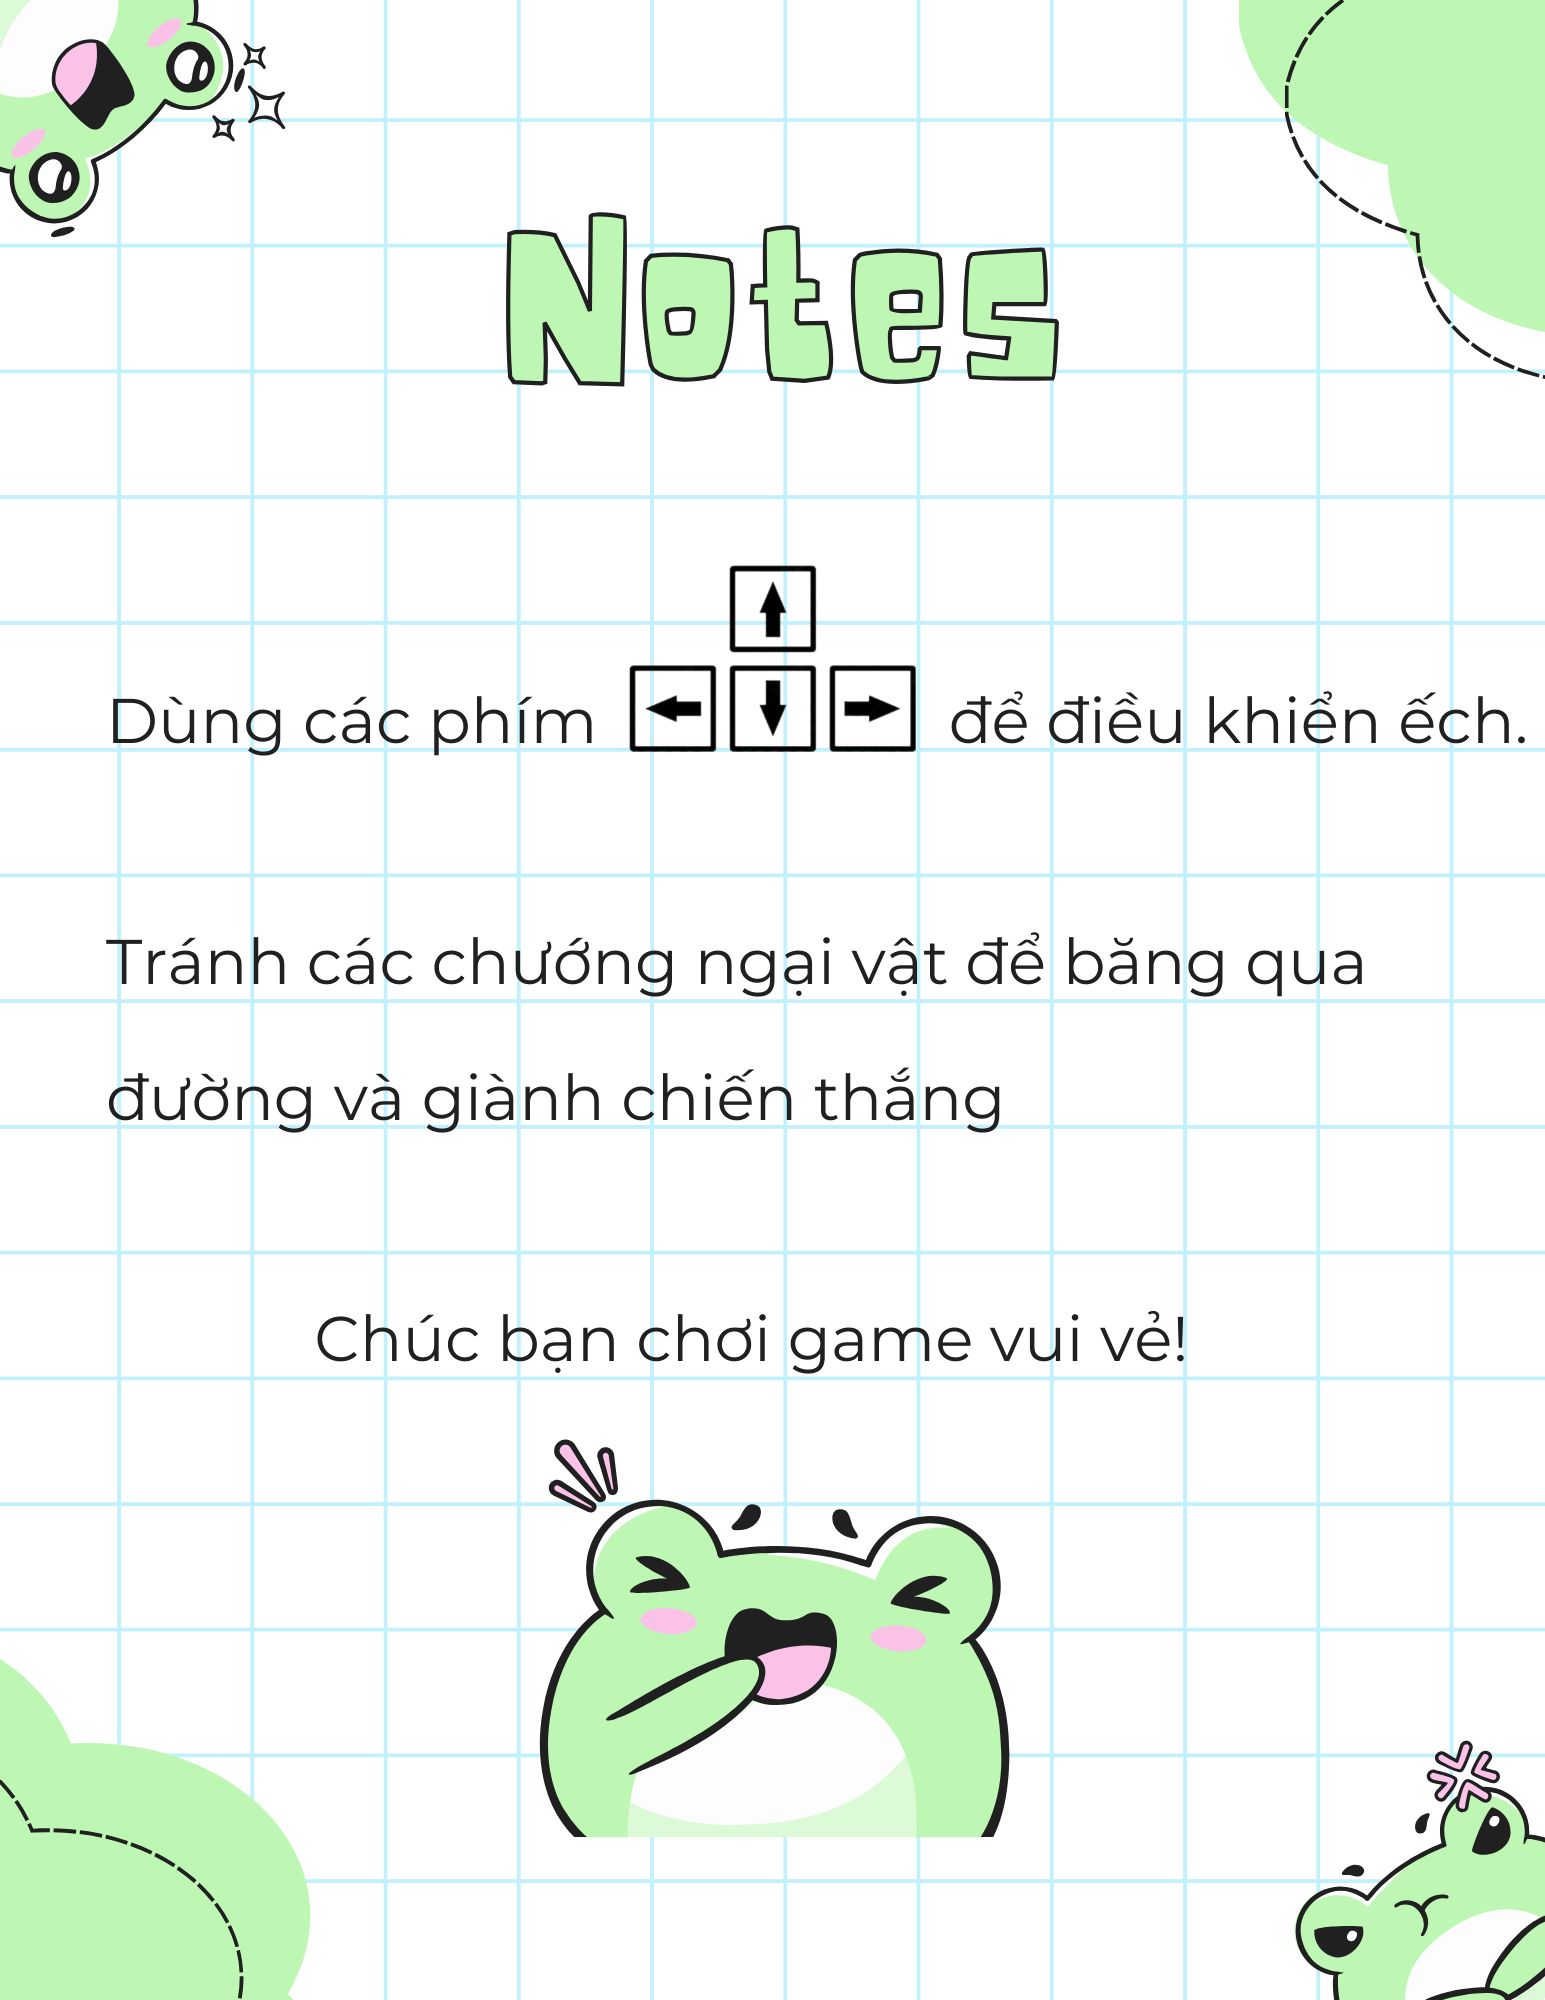 Notes
Dùng các phím để điều khiển ếch.
Tránh các chướng ngại vật để băng qua
đường và giành chiến thắng
Chúc bạn chơi game vui vẻ!